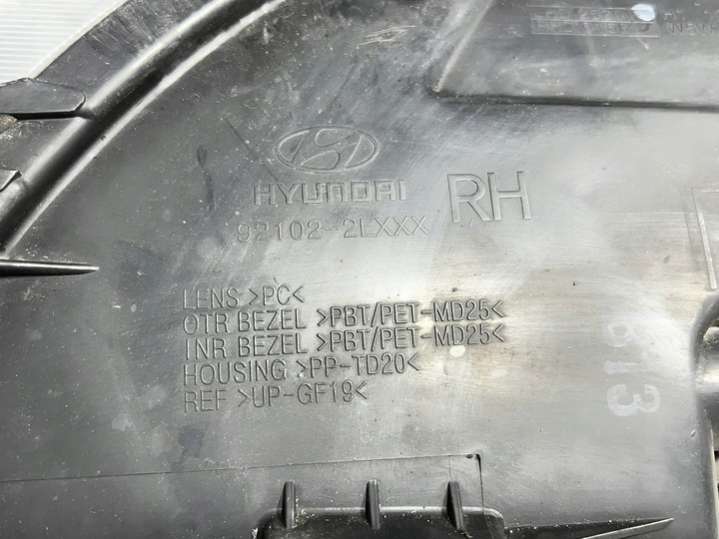 HYUNDAI
RH
92102-2LXXX
LENS >PC<
OTR BEZEL >PBT/PET-MD25<
INR BEZEL >PBT/PET-MD25<
HOUSING >PP-TD20<
REF >UP-GF19<
613